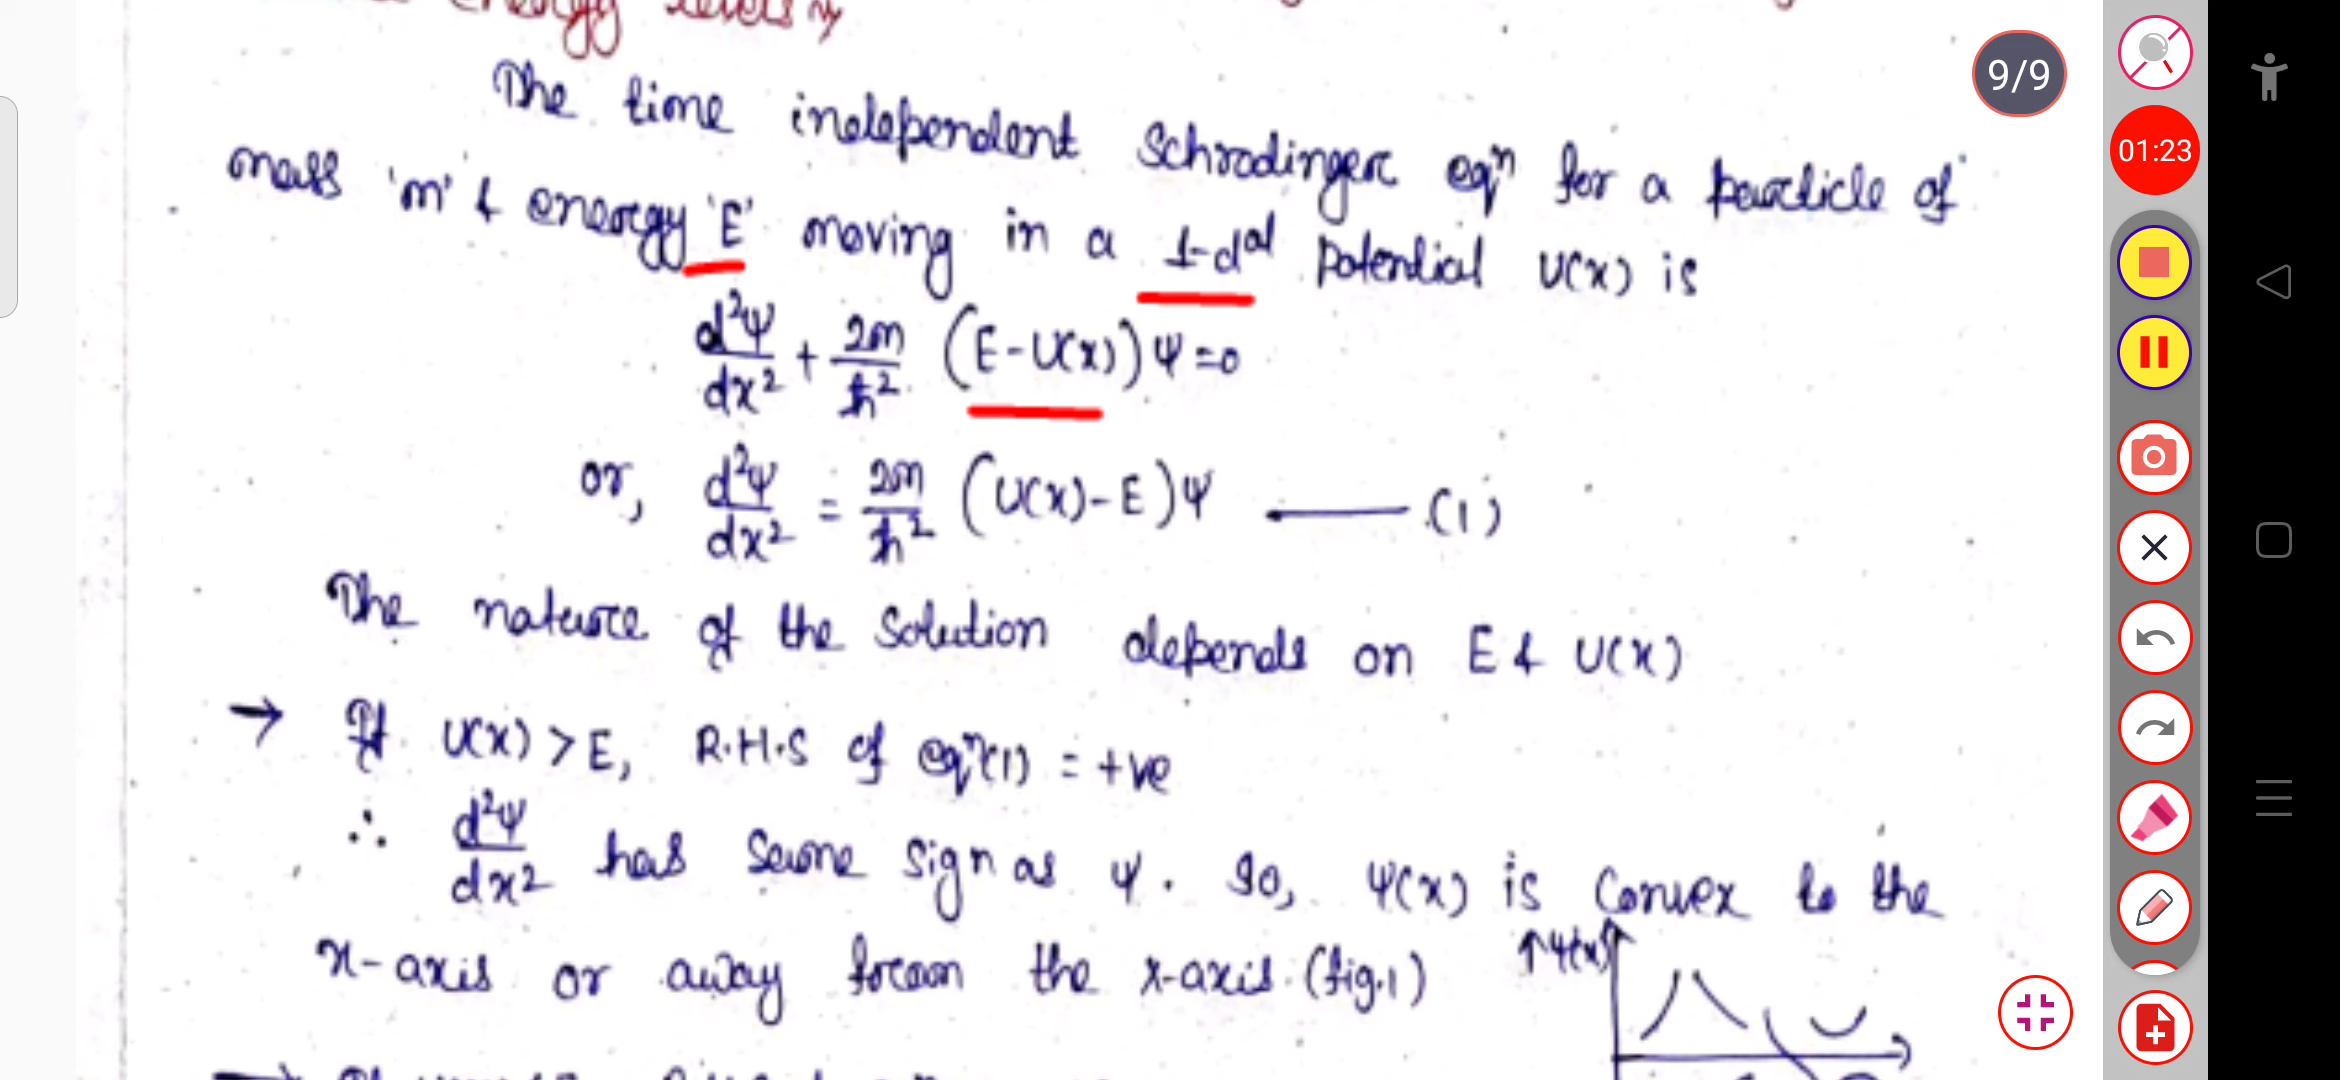 energy levels
9/9
The time independent Schrodinger eqⁿ for a particle of
01:23
mass 'm' & energy 'E' moving in a 1-dal potential U(x) is
d²ψ/dx² + 2m/ħ² (E-U(x))ψ=0
or, d²ψ/dx² = 2m/ħ² (U(x)-E)ψ —— (1)
The nature of the solution depends on E & U(x)
→ If U(x) > E, R.H.S of eqⁿ(1) = +ve
∴ d²ψ/dx² has same sign as ψ. So, ψ(x) is convex to the
x-axis or away from the x-axis. (fig.1)
↑ψ(x)